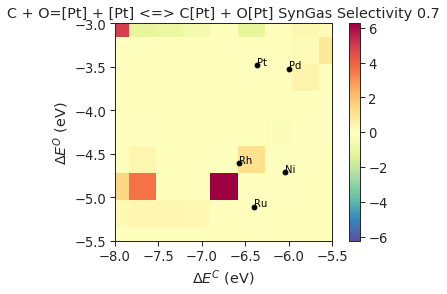 C + O=[Pt] + [Pt] <=> C[Pt] + O[Pt] SynGas Selectivity 0.7
−3.0
−3.5
−4.0
−4.5
−5.0
−5.5
ΔE^O (eV)
Pt
Pd
Rh
Ni
Ru
−8.0 −7.5 −7.0 −6.5 −6.0 −5.5
ΔE^C (eV)
6
4
2
0
−2
−4
−6